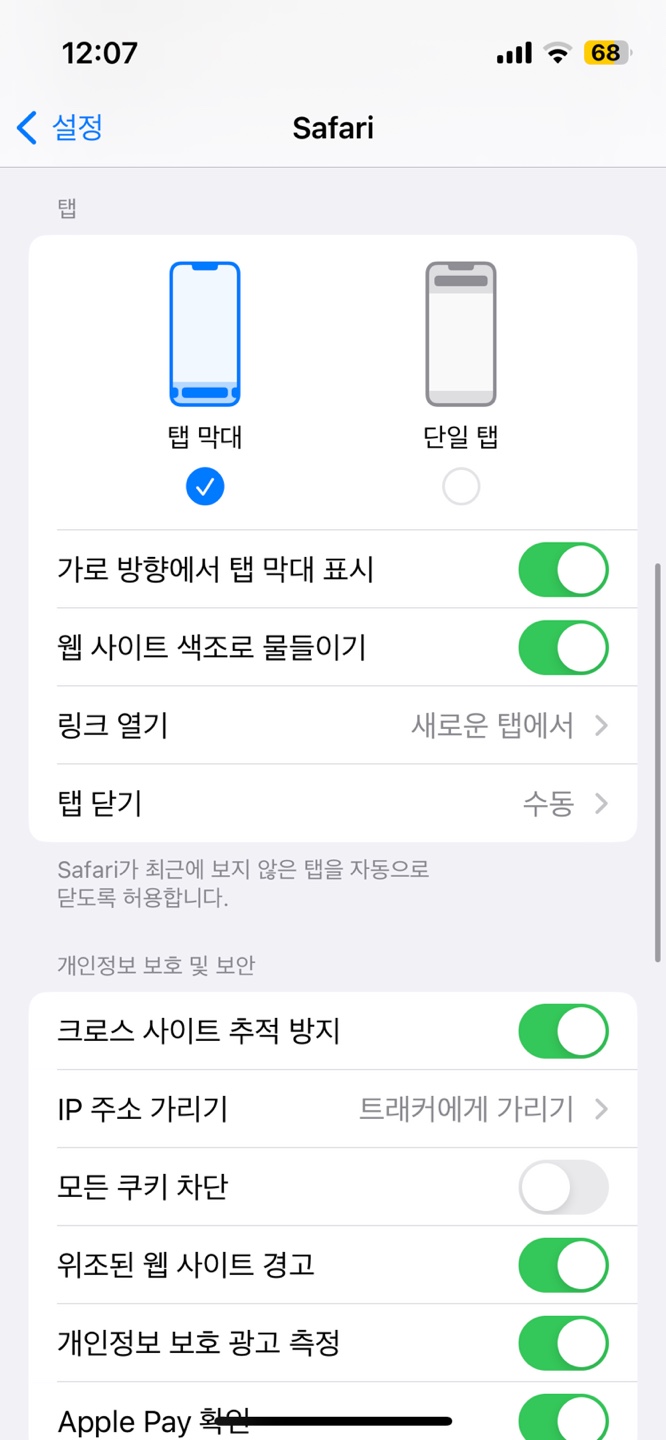 12:07
68
설정
Safari
탭
탭 막대
단일 탭
가로 방향에서 탭 막대 표시
웹 사이트 색조로 물들이기
링크 열기 새로운 탭에서
탭 닫기 수동
Safari가 최근에 보지 않은 탭을 자동으로
닫도록 허용합니다.
개인정보 보호 및 보안
크로스 사이트 추적 방지
IP 주소 가리기 트래커에게 가리기
모든 쿠키 차단
위조된 웹 사이트 경고
개인정보 보호 광고 측정
Apple Pay 확인